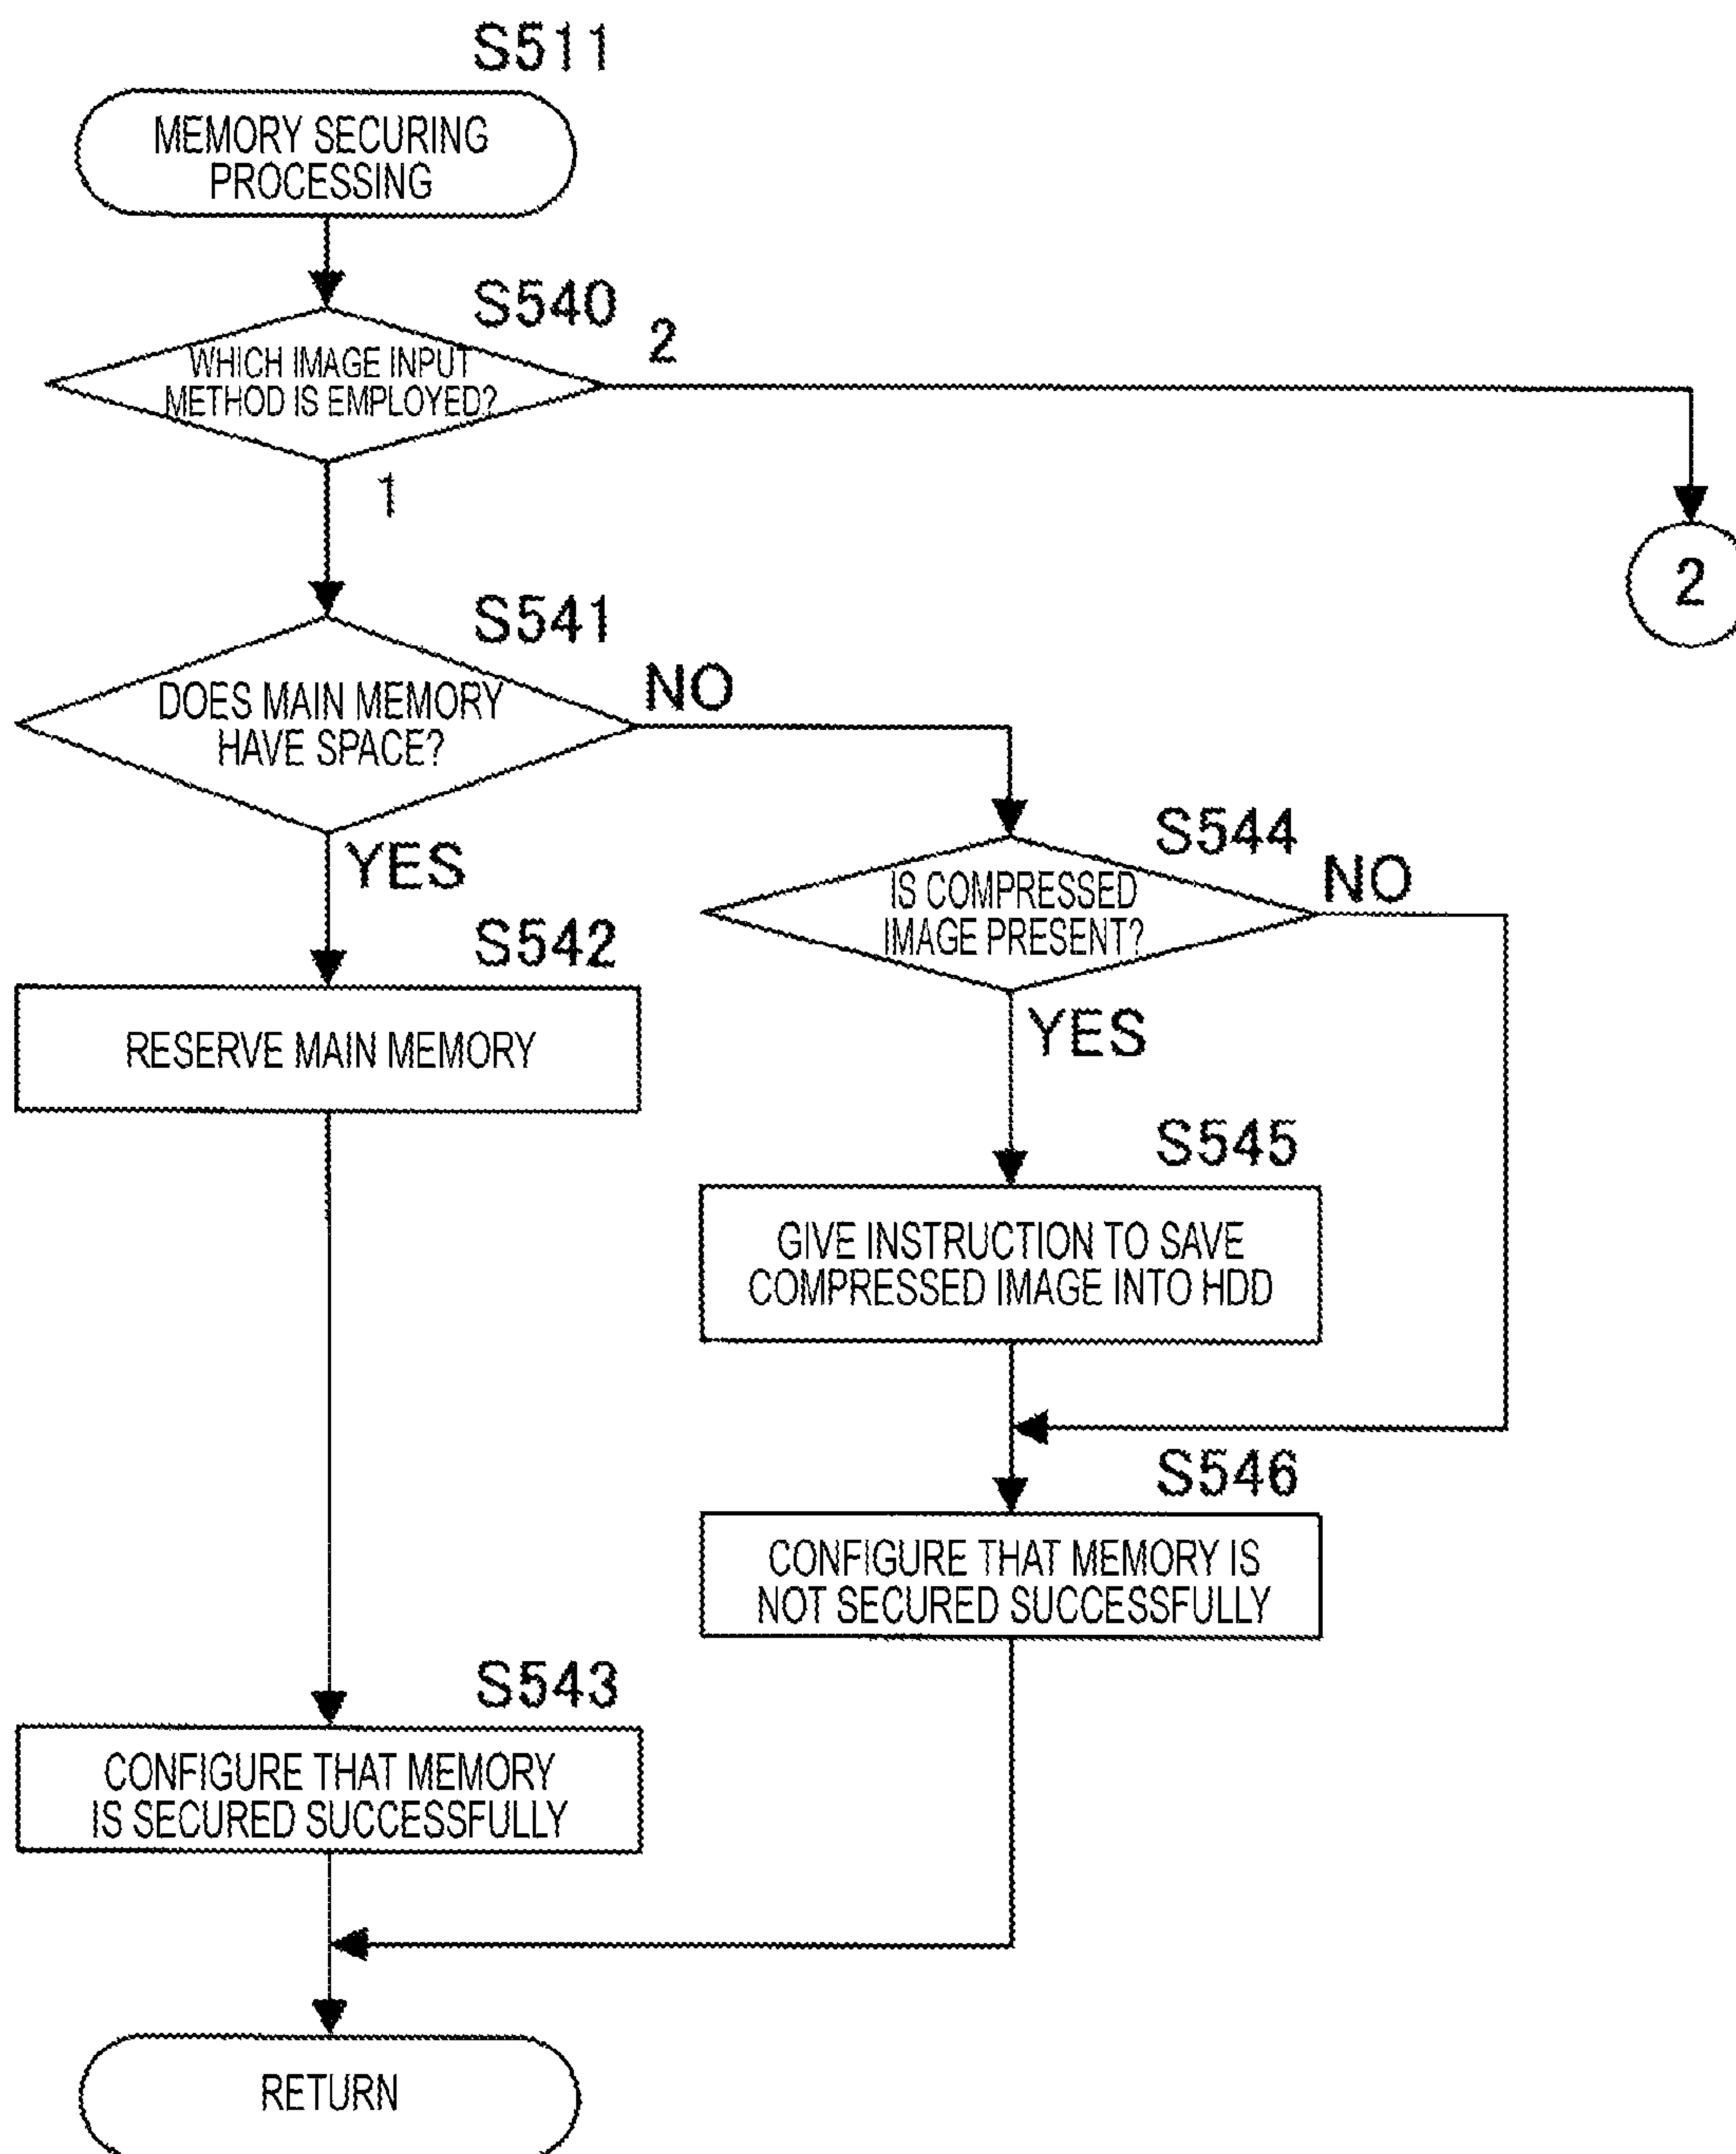 S511
MEMORY SECURING
PROCESSING
S540
WHICH IMAGE INPUT
METHOD IS EMPLOYED?
2
1
2
S541
DOES MAIN MEMORY
HAVE SPACE?
NO
YES
S544
IS COMPRESSED
IMAGE PRESENT?
NO
YES
S542
RESERVE MAIN MEMORY
S545
GIVE INSTRUCTION TO SAVE
COMPRESSED IMAGE INTO HDD
S546
CONFIGURE THAT MEMORY IS
NOT SECURED SUCCESSFULLY
S543
CONFIGURE THAT MEMORY
IS SECURED SUCCESSFULLY
RETURN